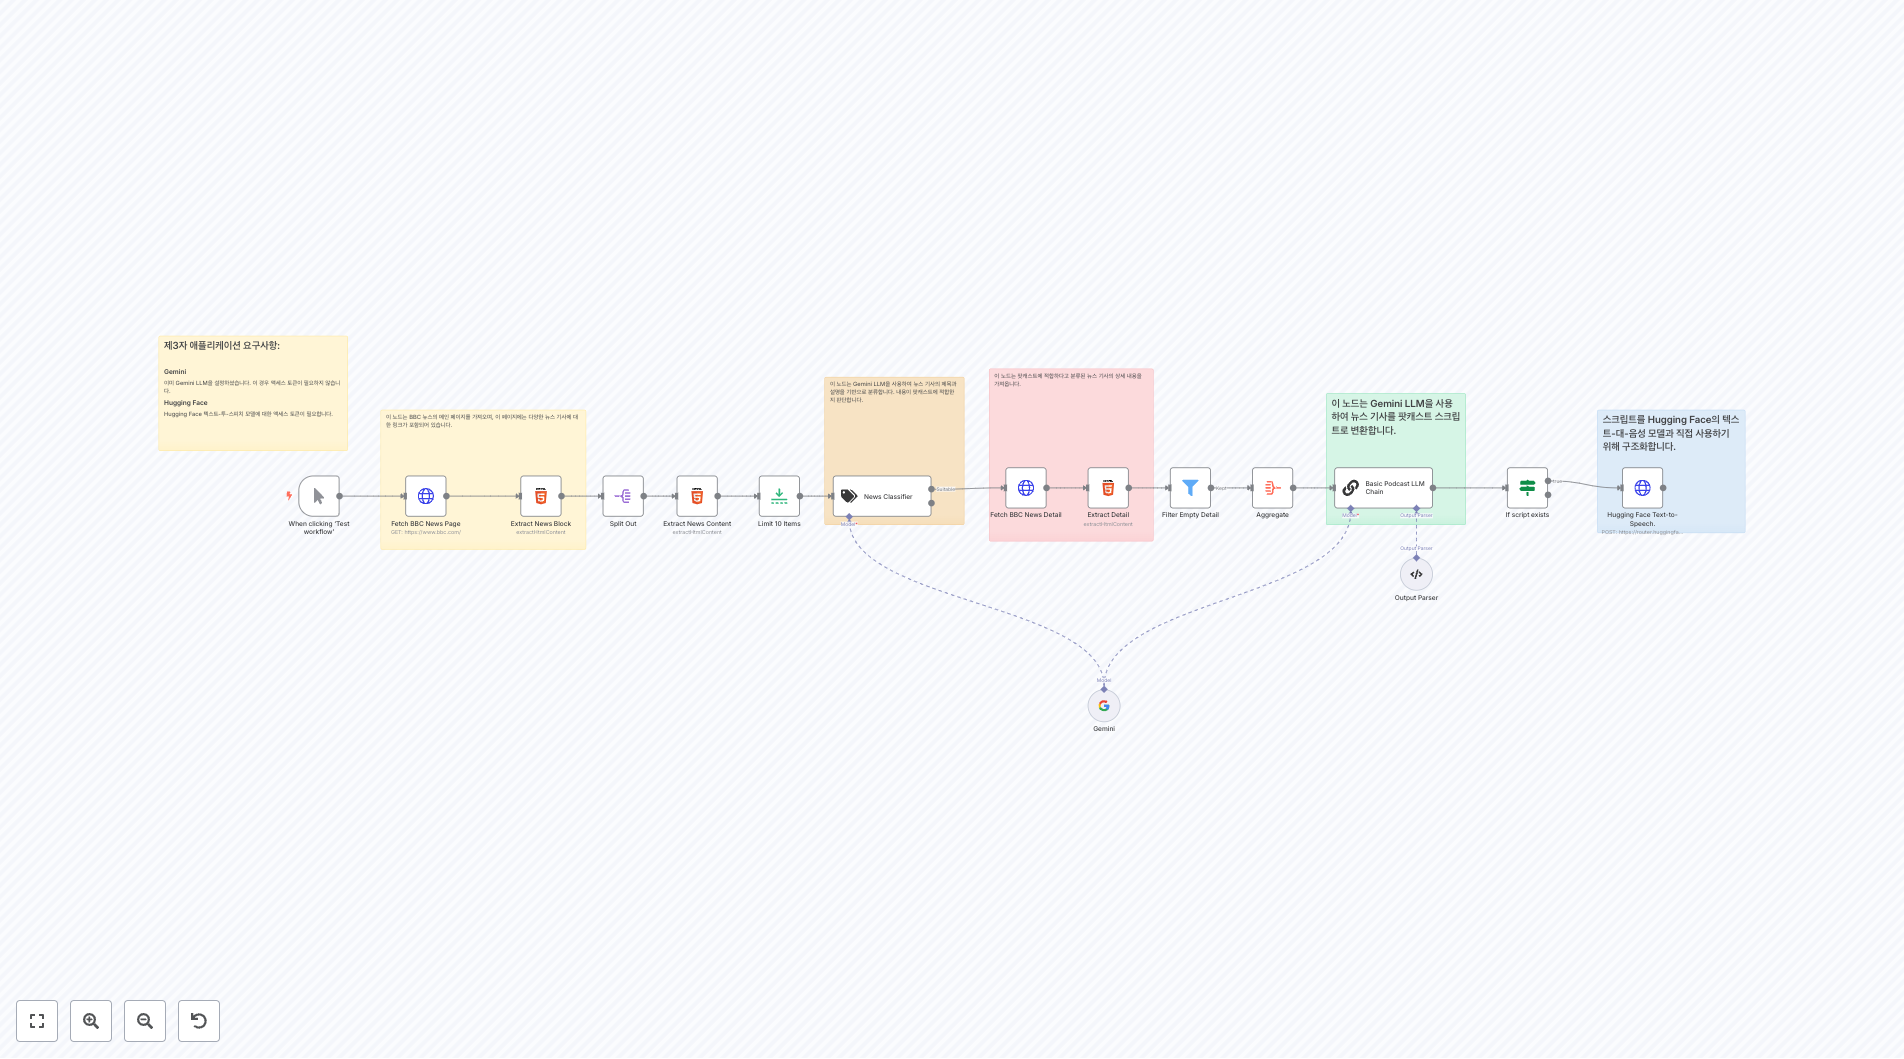 제3자 애플리케이션 요구사항:
Gemini
이미 Gemini LLM을 설정하셨습니다. 이 경우 액세스 토큰이 필요하지 않습니
다.
Hugging Face
Hugging Face 텍스트-투-스피치 모델에 대한 액세스 토큰이 필요합니다.
When clicking 'Test
workflow'
이 노드는 BBC 뉴스의 메인 페이지를 가져오며, 이 페이지에는 다양한 뉴스 기사에 대
한 링크가 포함되어 있습니다.
Fetch BBC News Page
GET: https://www.bbc.com/
Extract News Block
extractHtmlContent
Split Out
Extract News Content
extractHtmlContent
Limit 10 Items
이 노드는 Gemini LLM을 사용하여 뉴스 기사의 제목과
설명을 기반으로 분류합니다. 내용이 팟캐스트에 적합한
지 판단합니다.
News Classifier
Model*
Suitable
이 노드는 팟캐스트에 적합하다고 분류된 뉴스 기사의 상세 내용을
가져옵니다.
Fetch BBC News Detail
Extract Detail
extractHtmlContent
Filter Empty Detail
Kept
Aggregate
이 노드는 Gemini LLM을 사용
하여 뉴스 기사를 팟캐스트 스크립
트로 변환합니다.
Basic Podcast LLM
Chain
Model*
Output Parser
Output Parser
Output Parser
If script exists
true
스크립트를 Hugging Face의 텍스
트-대-음성 모델과 직접 사용하기
위해 구조화합니다.
Hugging Face Text-to-
Speech.
POST: https://router.huggingfa...
Model
Gemini